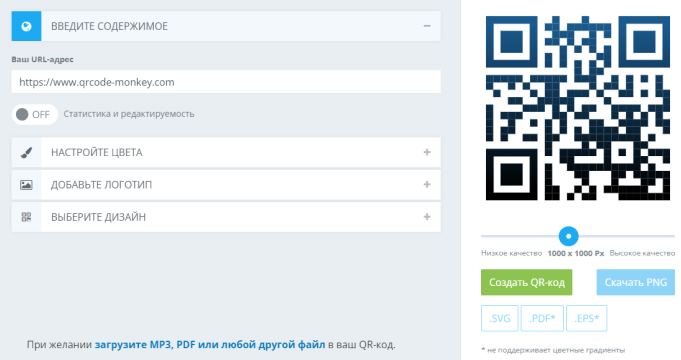 ВВЕДИТЕ СОДЕРЖИМОЕ
Ваш URL-адрес
https://www.qrcode-monkey.com
OFF Статистика и редактируемость
НАСТРОЙТЕ ЦВЕТА
ДОБАВЬТЕ ЛОГОТИП
ВЫБЕРИТЕ ДИЗАЙН
При желании загрузите MP3, PDF или любой другой файл в ваш QR-код.
Низкое качество 1000 x 1000 Px Высокое качество
Создать QR-код Скачать PNG
.SVG .PDF* .EPS*
* не поддерживает цветные градиенты